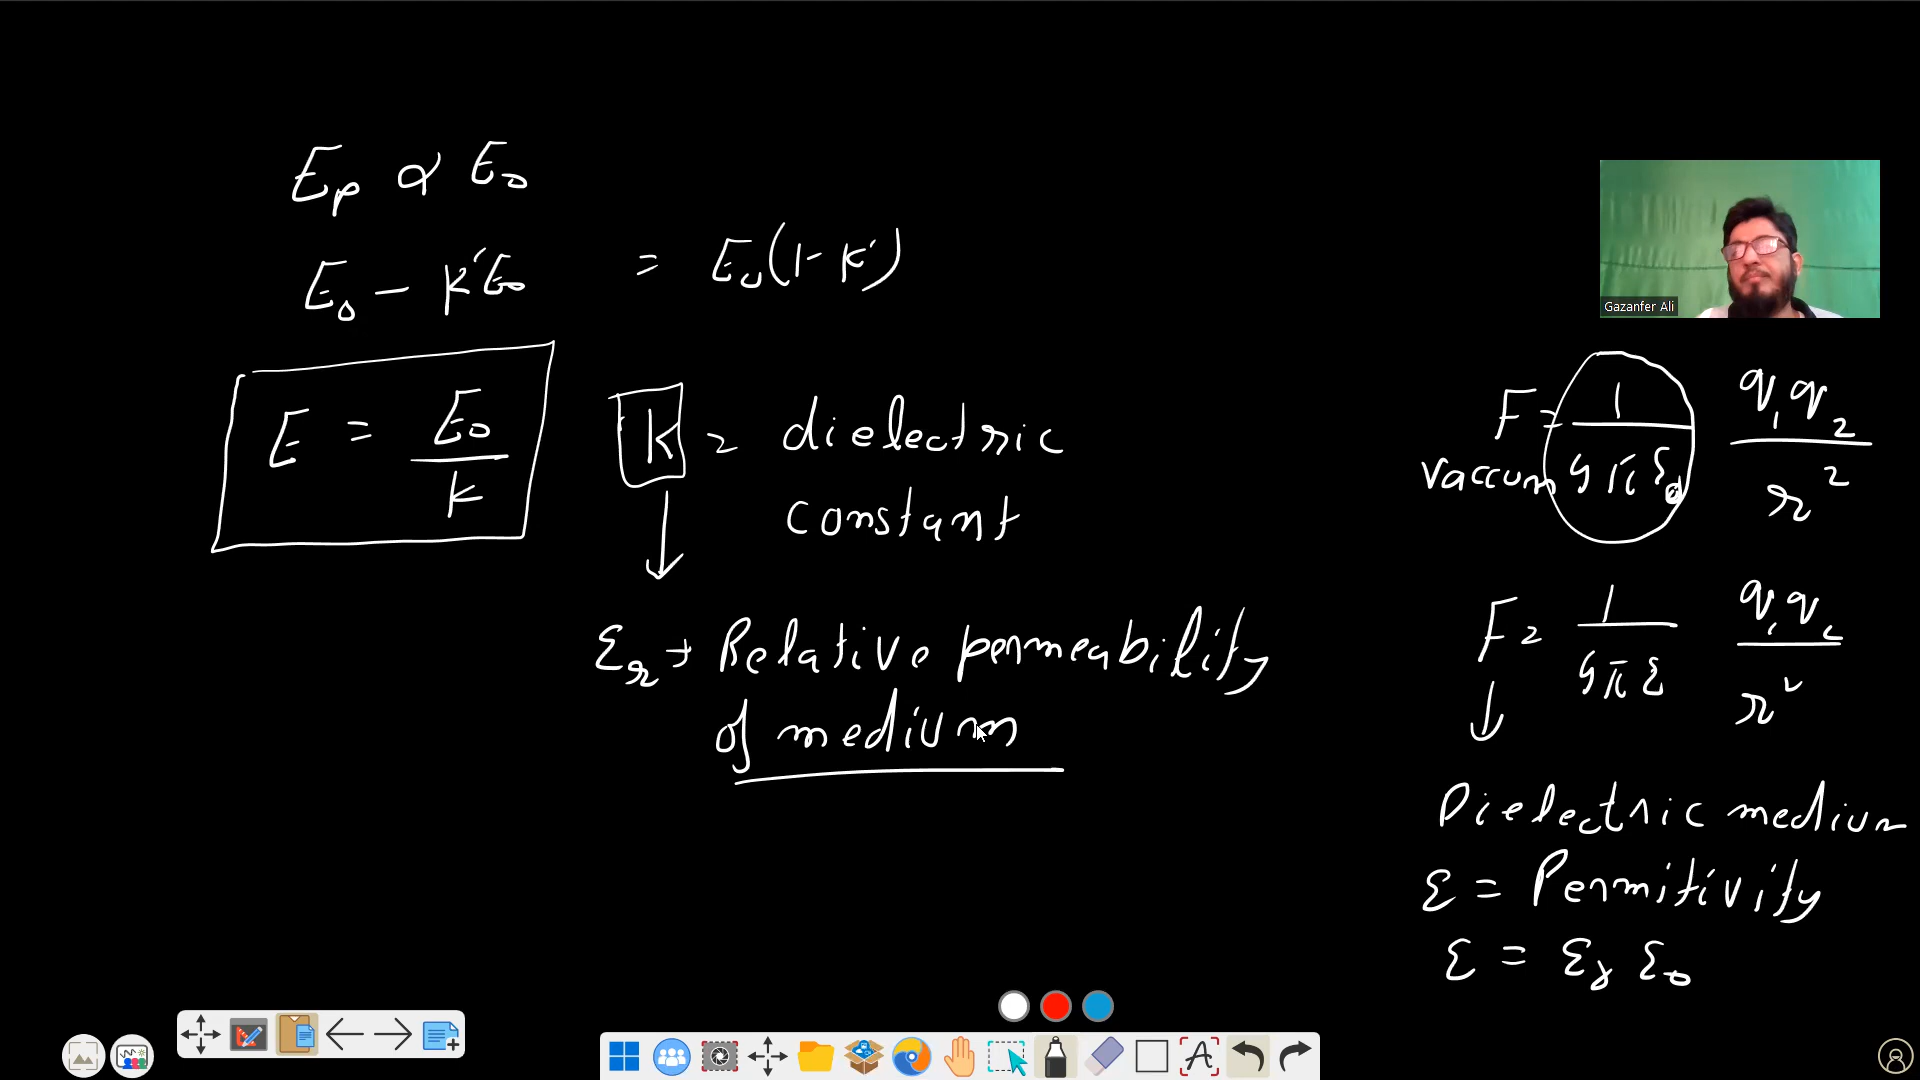 Ep ∝ E₀
E₀ - k'E₀ = E₀(1-k')
E = E₀/k
k = dielectric
constant
εr → Relative permeability
of medium
Gazanfer Ali
F = 1/4πε₀ q₁q₂/r²
vaccum
F = 1/4πε q₁q₂/r²
Dielectric medium
ε = Permitivity
ε = εr ε₀